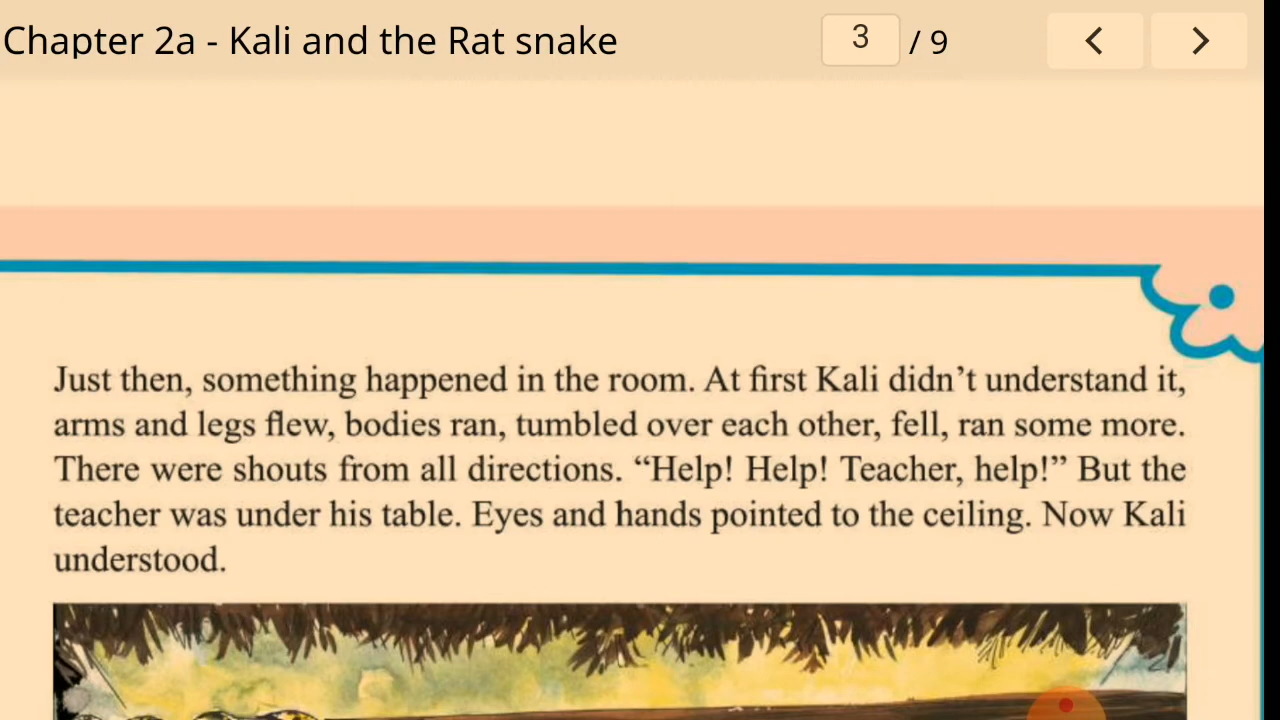 Chapter 2a - Kali and the Rat snake 3 / 9
Just then, something happened in the room. At first Kali didn’t understand it,
arms and legs flew, bodies ran, tumbled over each other, fell, ran some more.
There were shouts from all directions. “Help! Help! Teacher, help!” But the
teacher was under his table. Eyes and hands pointed to the ceiling. Now Kali
understood.